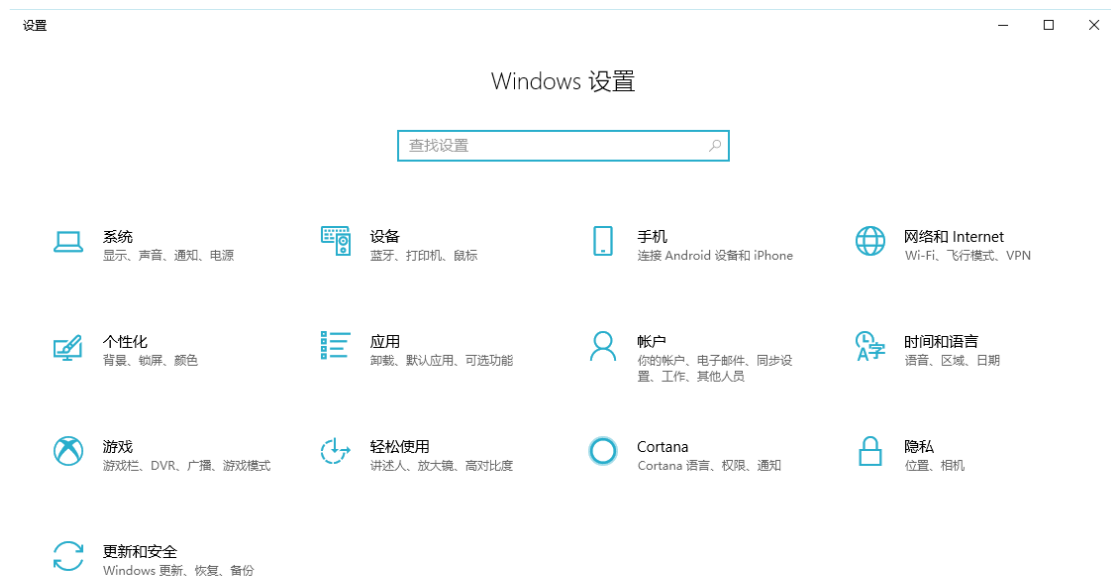 设置
Windows 设置
查找设置
系统
显示、声音、通知、电源
设备
蓝牙、打印机、鼠标
手机
连接 Android 设备和 iPhone
网络和 Internet
Wi-Fi、飞行模式、VPN
个性化
背景、锁屏、颜色
应用
卸载、默认应用、可选功能
帐户
你的帐户、电子邮件、同步设
置、工作、其他人员
时间和语言
语音、区域、日期
游戏
游戏栏、DVR、广播、游戏模式
轻松使用
讲述人、放大镜、高对比度
Cortana
Cortana 语言、权限、通知
隐私
位置、相机
更新和安全
Windows 更新、恢复、备份